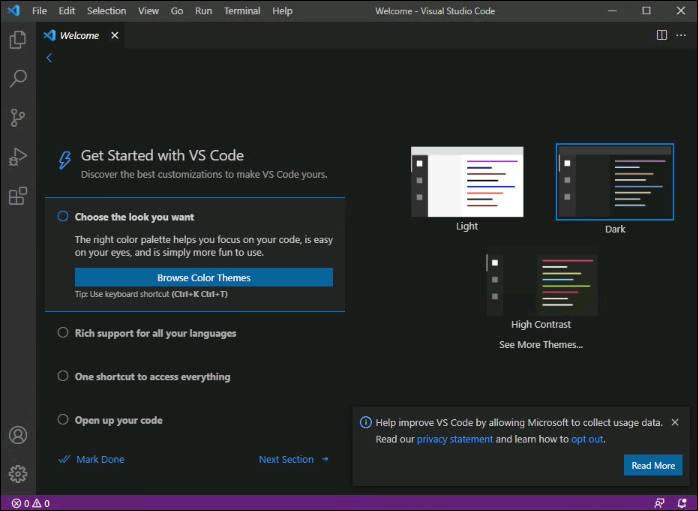 File Edit Selection View Go Run Terminal Help Welcome - Visual Studio Code
Welcome
Get Started with VS Code
Discover the best customizations to make VS Code yours.
Choose the look you want
The right color palette helps you focus on your code, is easy
on your eyes, and is simply more fun to use.
Browse Color Themes
Tip: Use keyboard shortcut (Ctrl+K Ctrl+T)
Rich support for all your languages
One shortcut to access everything
Open up your code
Mark Done
Next Section
Light
Dark
High Contrast
See More Themes...
Help improve VS Code by allowing Microsoft to collect usage data.
Read our privacy statement and learn how to opt out.
Read More
0 0